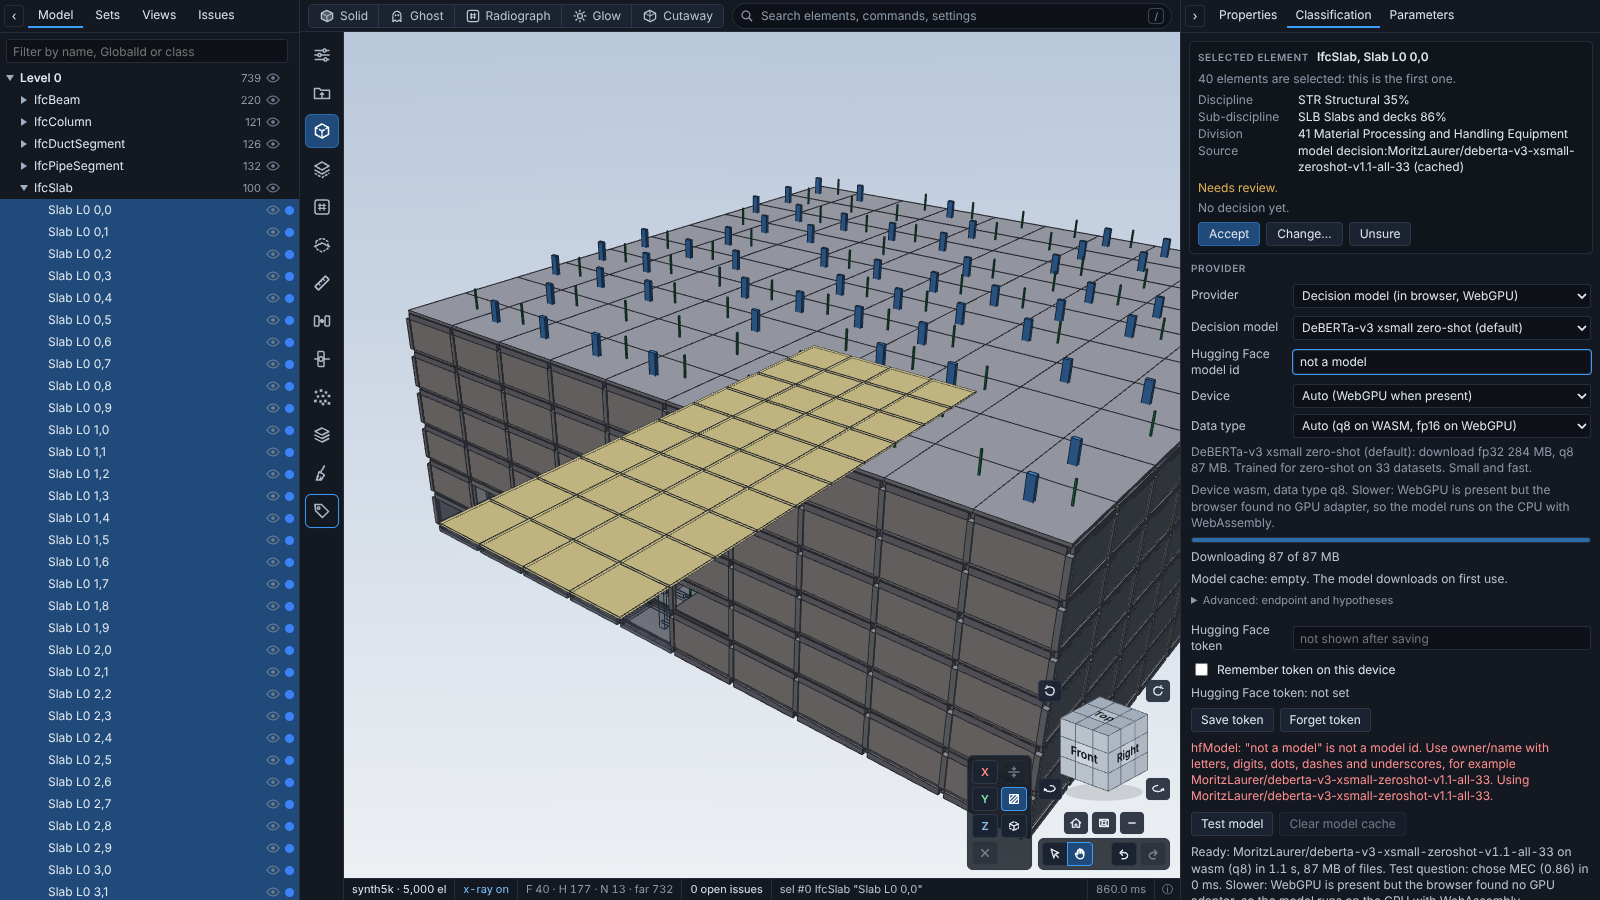 Model
Sets
Views
Issues
Filter by name, GlobalId or class
Level 0 739
IfcBeam 220
IfcColumn 121
IfcDuctSegment 126
IfcPipeSegment 132
IfcSlab 100
Slab L0 0,0
Slab L0 0,1
Slab L0 0,2
Slab L0 0,3
Slab L0 0,4
Slab L0 0,5
Slab L0 0,6
Slab L0 0,7
Slab L0 0,8
Slab L0 0,9
Slab L0 1,0
Slab L0 1,1
Slab L0 1,2
Slab L0 1,3
Slab L0 1,4
Slab L0 1,5
Slab L0 1,6
Slab L0 1,7
Slab L0 1,8
Slab L0 1,9
Slab L0 2,0
Slab L0 2,1
Slab L0 2,2
Slab L0 2,3
Slab L0 2,4
Slab L0 2,5
Slab L0 2,6
Slab L0 2,7
Slab L0 2,8
Slab L0 2,9
Slab L0 3,0
Slab L0 3,1
Solid
Ghost
Radiograph
Glow
Cutaway
Search elements, commands, settings /
Top
Front
Right
X
Y
Z
synth5k · 5,000 el
x-ray on
F 40 · H 177 · N 13 · far 732
0 open issues
sel #0 IfcSlab "Slab L0 0,0"
860.0 ms
Properties
Classification
Parameters
SELECTED ELEMENT IfcSlab, Slab L0 0,0
40 elements are selected: this is the first one.
Discipline STR Structural 35%
Sub-discipline SLB Slabs and decks 86%
Division 41 Material Processing and Handling Equipment
Source model decision:MoritzLaurer/deberta-v3-xsmall-
zeroshot-v1.1-all-33 (cached)
Needs review.
No decision yet.
Accept
Change...
Unsure
PROVIDER
Provider Decision model (in browser, WebGPU)
Decision model DeBERTa-v3 xsmall zero-shot (default)
Hugging Face
model id not a model
Device Auto (WebGPU when present)
Data type Auto (q8 on WASM, fp16 on WebGPU)
DeBERTa-v3 xsmall zero-shot (default): download fp32 284 MB, q8
87 MB. Trained for zero-shot on 33 datasets. Small and fast.
Device wasm, data type q8. Slower: WebGPU is present but the
browser found no GPU adapter, so the model runs on the CPU with
WebAssembly.
Downloading 87 of 87 MB
Model cache: empty. The model downloads on first use.
Advanced: endpoint and hypotheses
Hugging Face
token not shown after saving
Remember token on this device
Hugging Face token: not set
Save token
Forget token
hfModel: "not a model" is not a model id. Use owner/name with
letters, digits, dots, dashes and underscores, for example
MoritzLaurer/deberta-v3-xsmall-zeroshot-v1.1-all-33. Using
MoritzLaurer/deberta-v3-xsmall-zeroshot-v1.1-all-33.
Test model
Clear model cache
Ready: MoritzLaurer/deberta-v3-xsmall-zeroshot-v1.1-all-33 on
wasm (q8) in 1.1 s, 87 MB of files. Test question: chose MEC (0.86) in
0 ms. Slower: WebGPU is present but the browser found no GPU
adapter, so the model runs on the CPU with WebAssembly.